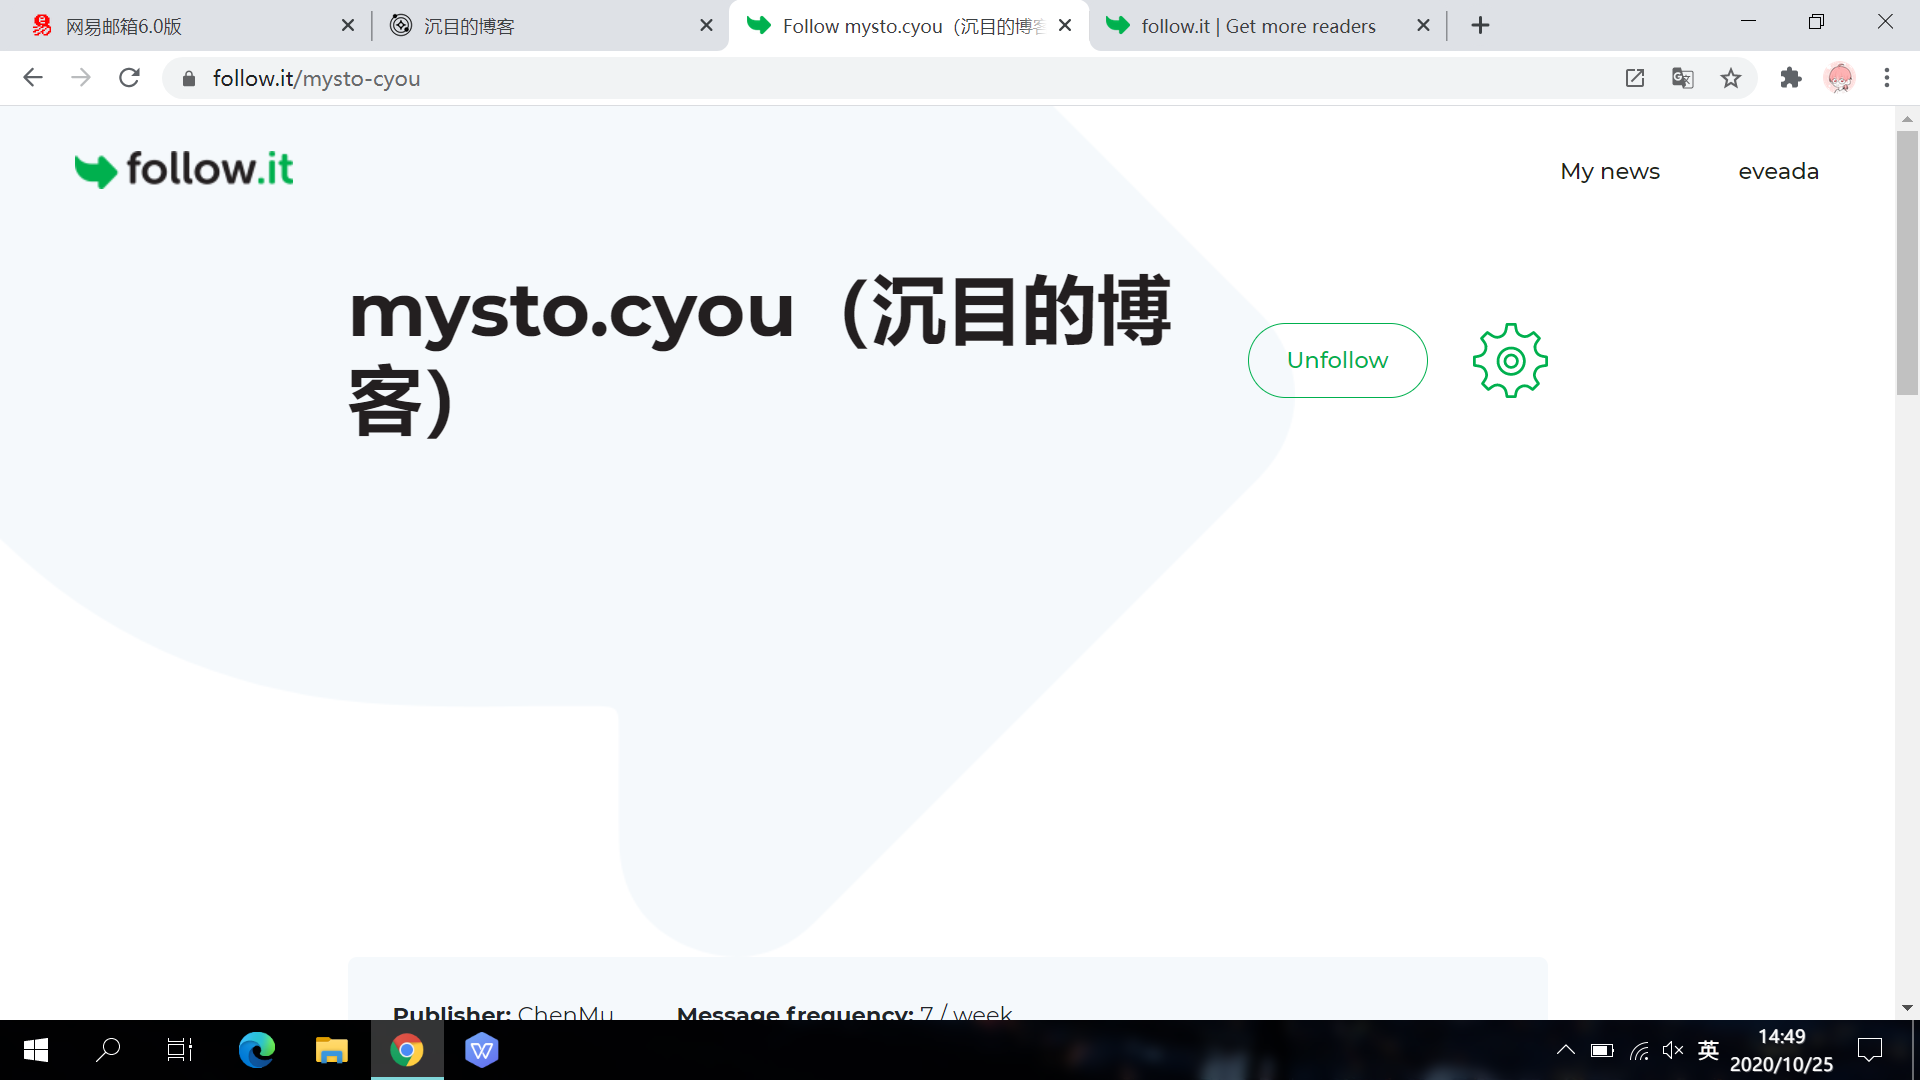 网易邮箱6.0版
沉目的博客
Follow mysto.cyou（沉目的博客
follow.it | Get more readers
follow.it/mysto-cyou
follow.it
My news
eveada
mysto.cyou（沉目的博
客）
Unfollow
Publisher: ChenMu
Message frequency: 7 / week
英
14:49
2020/10/25